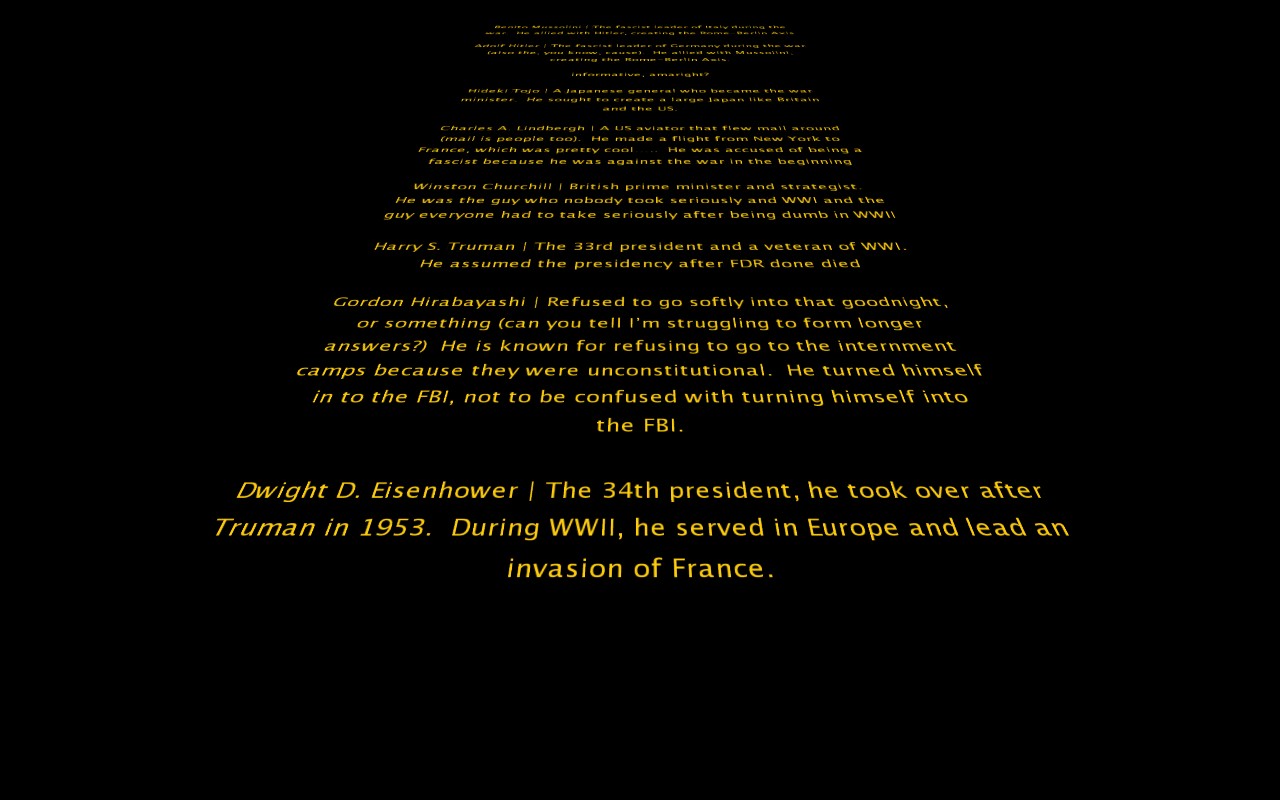 Benito Mussolini | The fascist leader of Italy during the
war. He allied with Hitler, creating the Rome-Berlin Axis
Adolf Hitler | The fascist leader of Germany during the war
(also the, you know, cause). He allied with Mussolini,
creating the Rome-Berlin Axis.
informative, amaright?
Hideki Tojo | A Japanese general who became the war
minister. He sought to create a large Japan like Britain
and the US.
Charles A. Lindbergh | A US aviator that flew mail around
(mail is people too). He made a flight from New York to
France, which was pretty cool . . .. He was accused of being a
fascist because he was against the war in the beginning
Winston Churchill | British prime minister and strategist.
He was the guy who nobody took seriously and WWI and the
guy everyone had to take seriously after being dumb in WWII
Harry S. Truman | The 33rd president and a veteran of WWI.
He assumed the presidency after FDR done died
Gordon Hirabayashi | Refused to go softly into that goodnight,
or something (can you tell I'm struggling to form longer
answers?) He is known for refusing to go to the internment
camps because they were unconstitutional. He turned himself
in to the FBI, not to be confused with turning himself into
the FBI.
Dwight D. Eisenhower | The 34th president, he took over after
Truman in 1953. During WWII, he served in Europe and lead an
invasion of France.